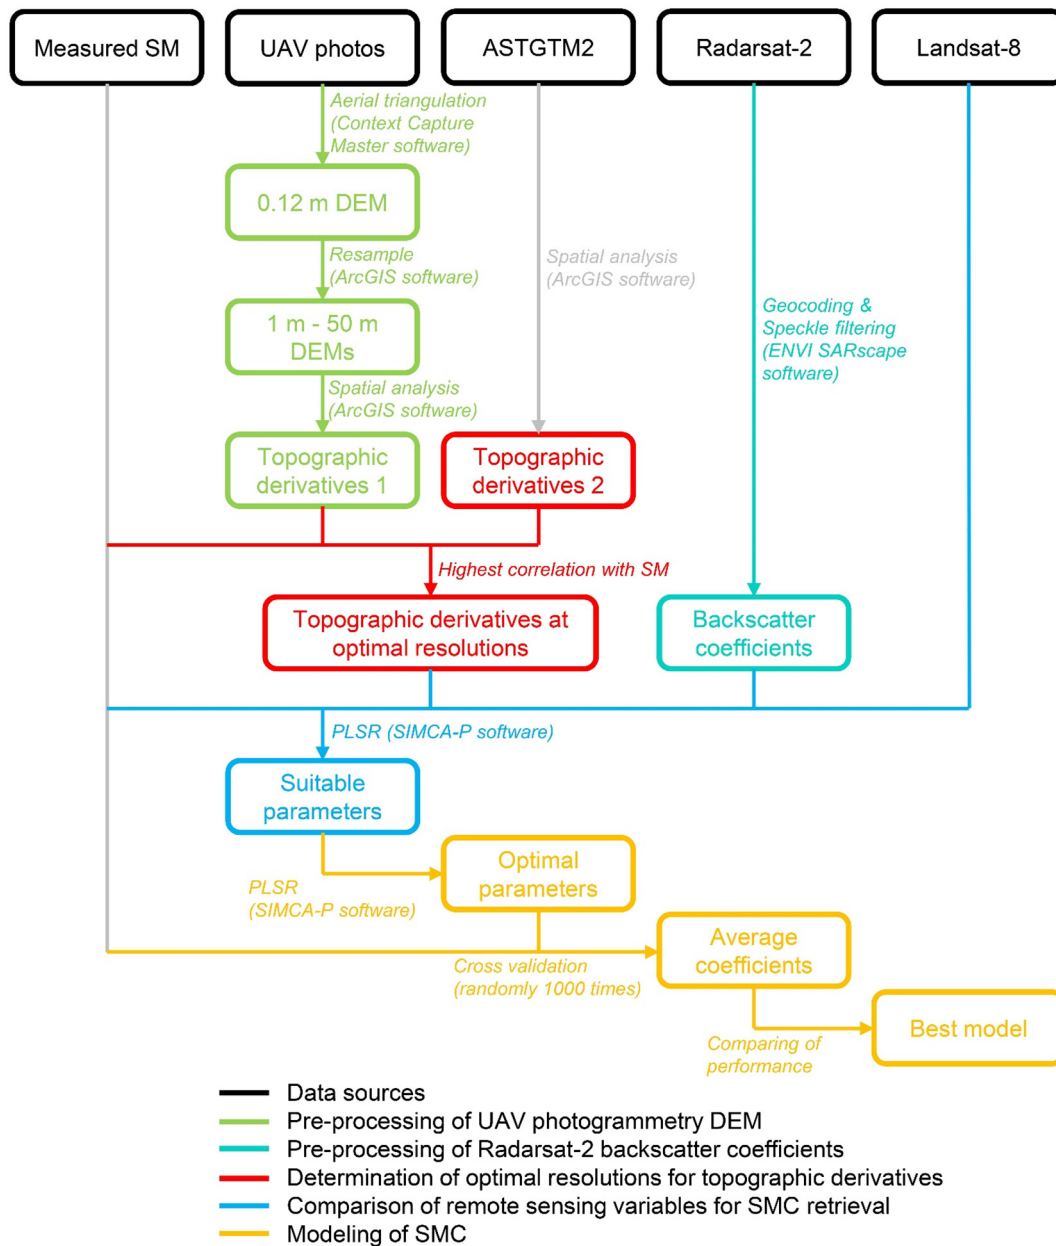 Measured SM
UAV photos
ASTGTM2
Radarsat-2
Landsat-8
Aerial triangulation
(Context Capture
Master software)
0.12 m DEM
Resample
(ArcGIS software)
Spatial analysis
(ArcGIS software)
Geocoding &
Speckle filtering
(ENVI SARscape
software)
1 m - 50 m
DEMs
Spatial analysis
(ArcGIS software)
Topographic
derivatives 1
Topographic
derivatives 2
Highest correlation with SM
Topographic derivatives at
optimal resolutions
Backscatter
coefficients
PLSR (SIMCA-P software)
Suitable
parameters
PLSR
(SIMCA-P software)
Optimal
parameters
Cross validation
(randomly 1000 times)
Average
coefficients
Comparing of
performance
Best model
Data sources
Pre-processing of UAV photogrammetry DEM
Pre-processing of Radarsat-2 backscatter coefficients
Determination of optimal resolutions for topographic derivatives
Comparison of remote sensing variables for SMC retrieval
Modeling of SMC